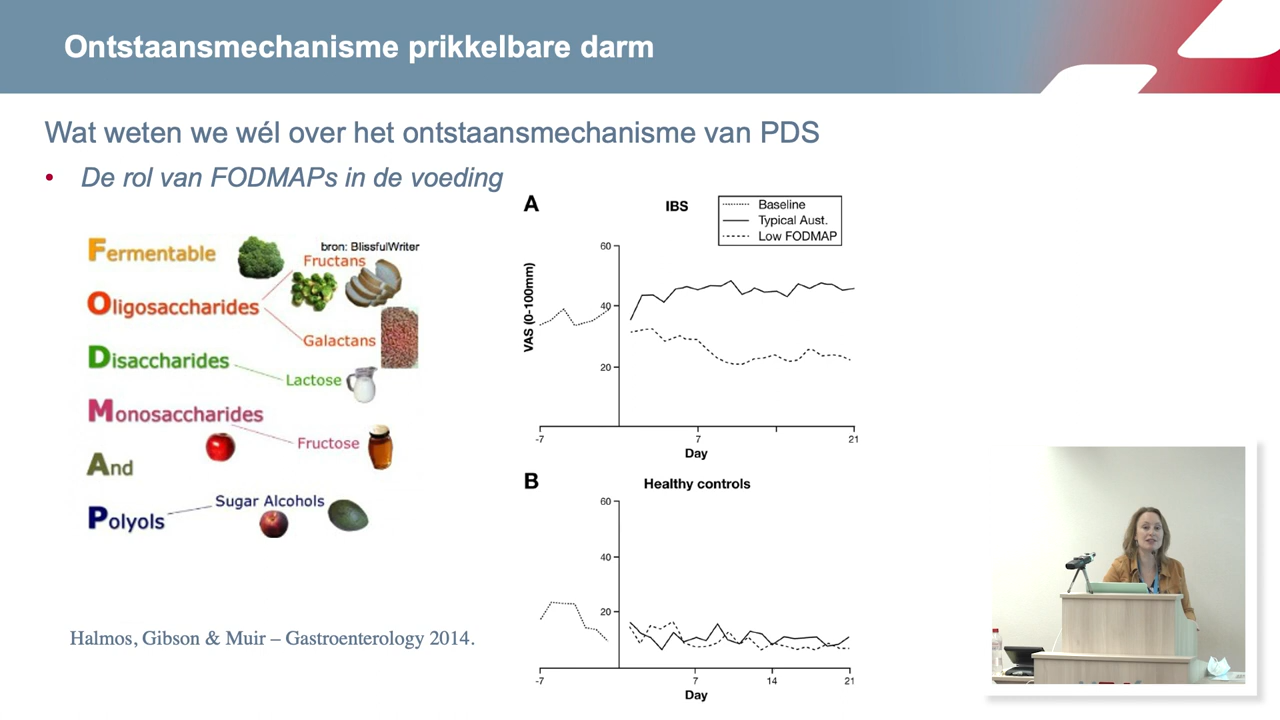 Ontstaansmechanisme prikkelbare darm
Wat weten we wél over het ontstaansmechanisme van PDS
• De rol van FODMAPs in de voeding
bron: BlissfulWriter
Fermentable
Fructans
Oligosaccharides
Galactans
Disaccharides
Lactose
Monosaccharides
Fructose
And
Sugar Alcohols
Polyols
Halmos, Gibson & Muir – Gastroenterology 2014.
A
IBS
Baseline
Typical Aust.
Low FODMAP
VAS (0-100mm)
60
40
20
-7
7
21
Day
B
Healthy controls
60
40
20
-7
7
14
21
Day